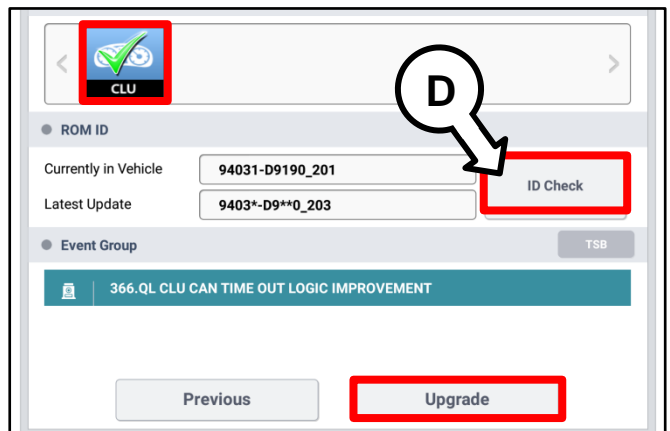 CLU
D
ROM ID
Currently in Vehicle 94031-D9190_201
ID Check
Latest Update 9403*-D9**0_203
Event Group TSB
366.QL CLU CAN TIME OUT LOGIC IMPROVEMENT
Previous Upgrade